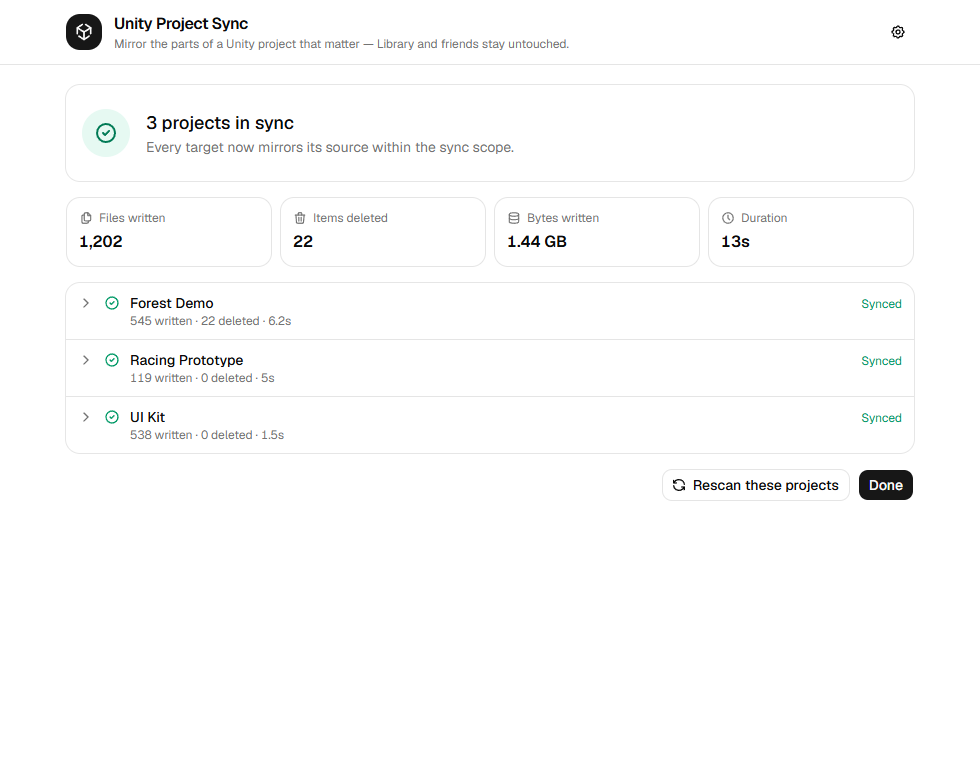 Unity Project Sync
Mirror the parts of a Unity project that matter — Library and friends stay untouched.
3 projects in sync
Every target now mirrors its source within the sync scope.
Files written
1,202
Items deleted
22
Bytes written
1.44 GB
Duration
13s
Forest Demo
Synced
545 written · 22 deleted · 6.2s
Racing Prototype
Synced
119 written · 0 deleted · 5s
UI Kit
Synced
538 written · 0 deleted · 1.5s
Rescan these projects
Done